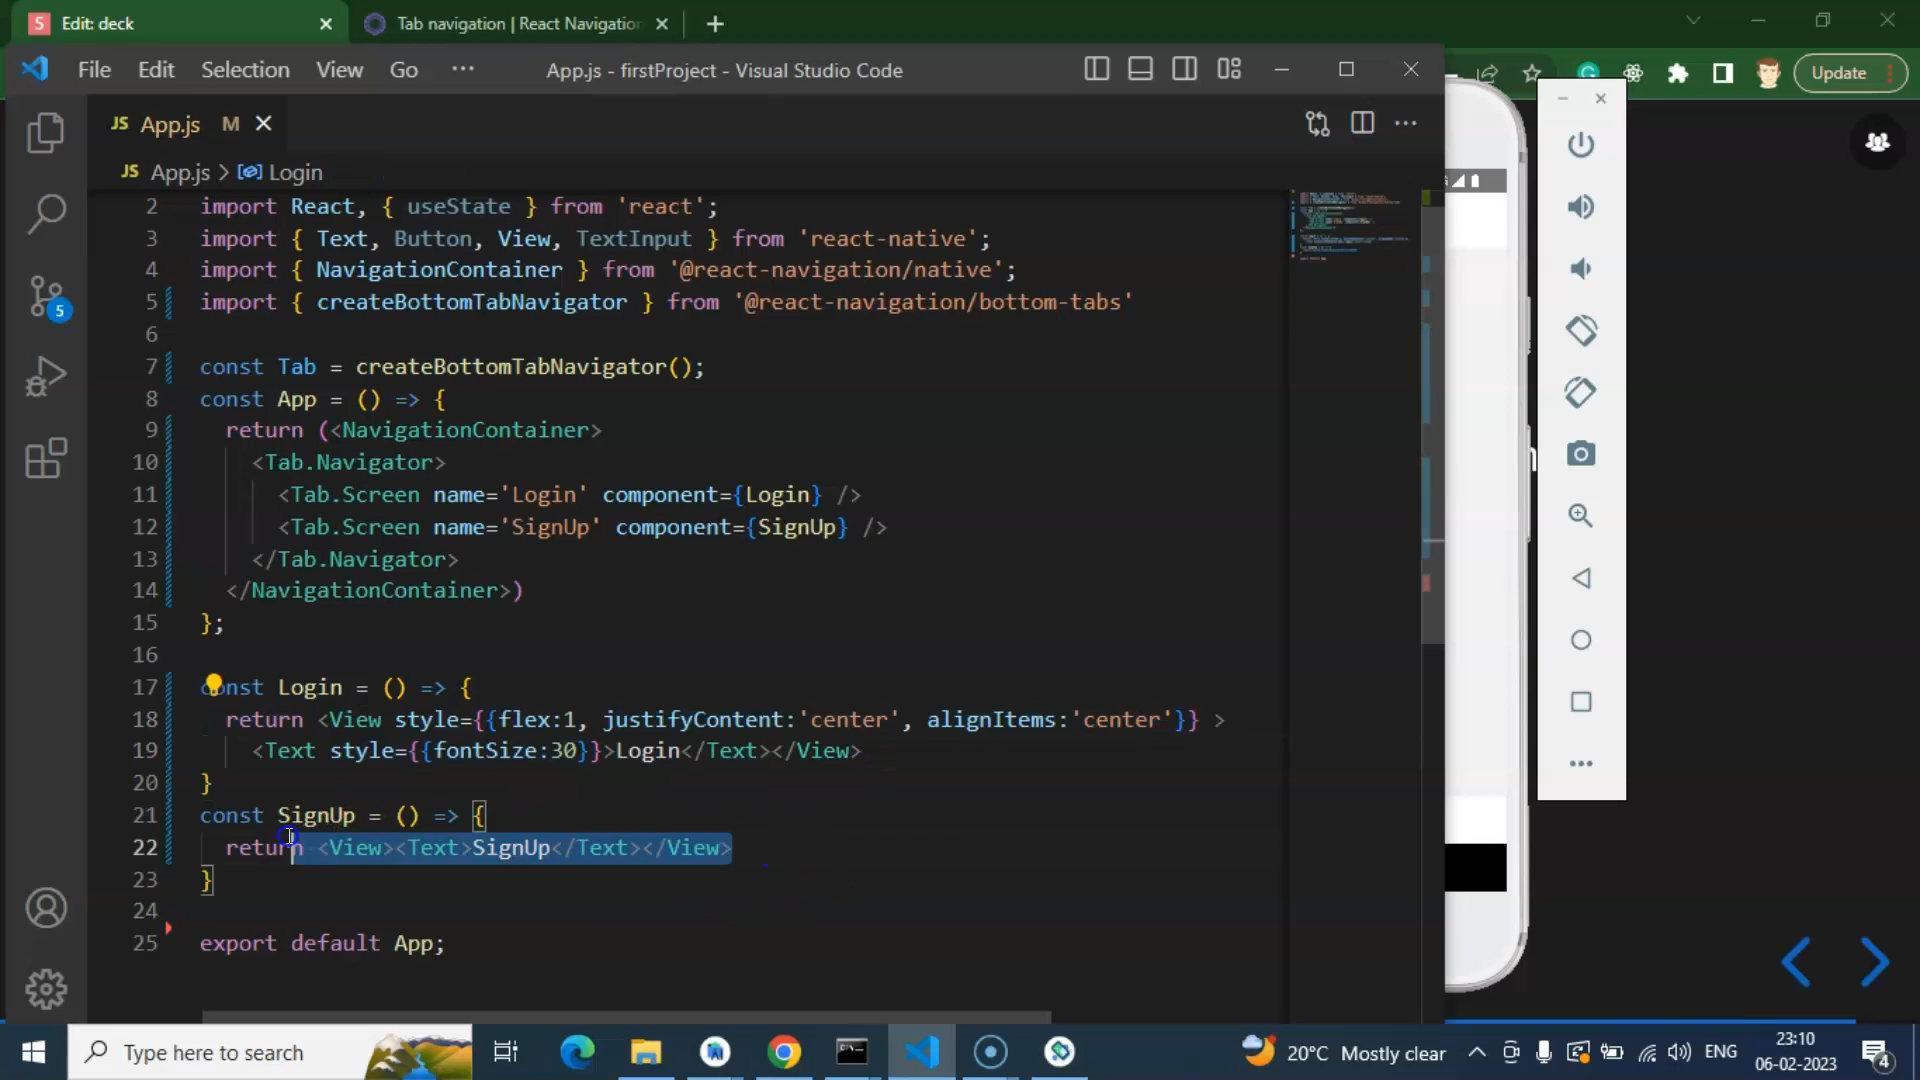 S Edit: deck
Tab navigation | React Navigation
File Edit Selection View Go ···
App.js - firstProject - Visual Studio Code
Update
JS App.js M
JS App.js > Login
2 import React, { useState } from 'react';
3 import { Text, Button, View, TextInput } from 'react-native';
4 import { NavigationContainer } from '@react-navigation/native';
5 import { createBottomTabNavigator } from '@react-navigation/bottom-tabs'
6
7 const Tab = createBottomTabNavigator();
8 const App = () => {
9 return (<NavigationContainer>
10 <Tab.Navigator>
11 <Tab.Screen name='Login' component={Login} />
12 <Tab.Screen name='SignUp' component={SignUp} />
13 </Tab.Navigator>
14 </NavigationContainer>)
15 };
16
17 const Login = () => {
18 return <View style={{flex:1, justifyContent:'center', alignItems:'center'}} >
19 <Text style={{fontSize:30}}>Login</Text></View>
20 }
21 const SignUp = () => {
22 return <View><Text>SignUp</Text></View>
23 }
24
25 export default App;
5
Type here to search
20°C Mostly clear
ENG
23:10
06-02-2023
4